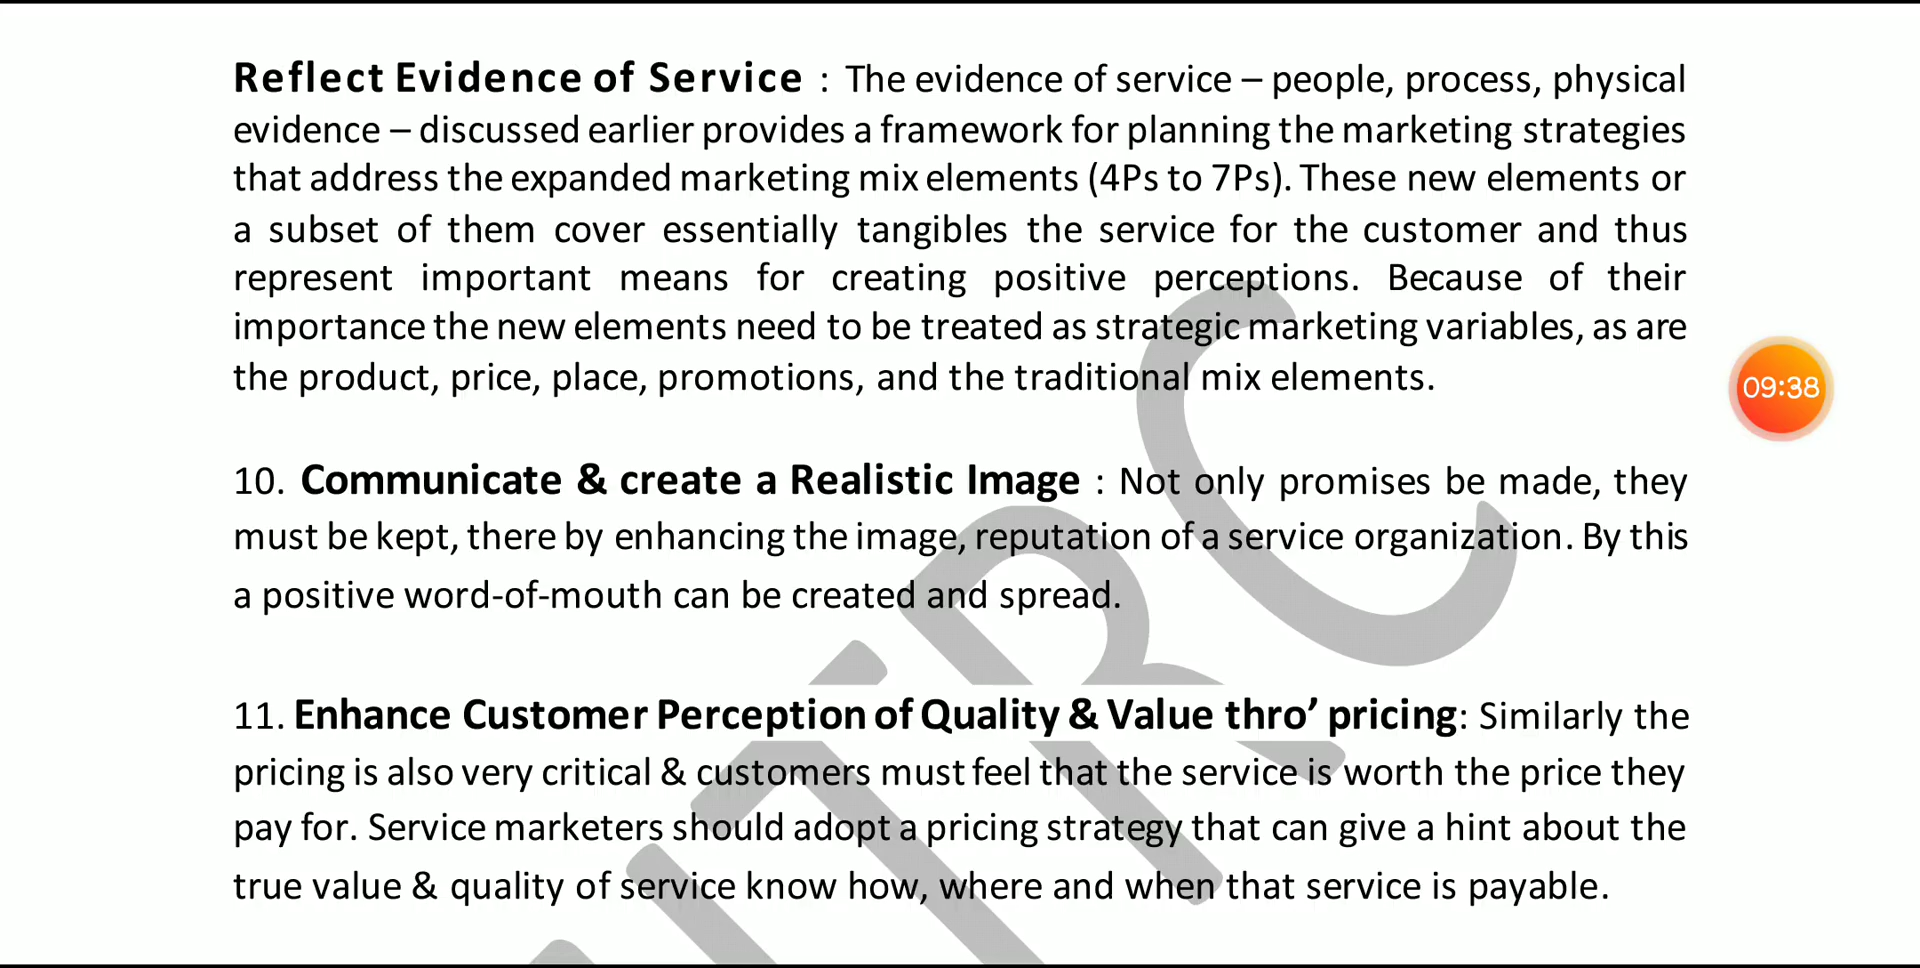 Reflect Evidence of Service : The evidence of service – people, process, physical
evidence – discussed earlier provides a framework for planning the marketing strategies
that address the expanded marketing mix elements (4Ps to 7Ps). These new elements or
a subset of them cover essentially tangibles the service for the customer and thus
represent important means for creating positive perceptions. Because of their
importance the new elements need to be treated as strategic marketing variables, as are
the product, price, place, promotions, and the traditional mix elements.
09:38
10. Communicate & create a Realistic Image : Not only promises be made, they
must be kept, there by enhancing the image, reputation of a service organization. By this
a positive word-of-mouth can be created and spread.
11. Enhance Customer Perception of Quality & Value thro’ pricing: Similarly the
pricing is also very critical & customers must feel that the service is worth the price they
pay for. Service marketers should adopt a pricing strategy that can give a hint about the
true value & quality of service know how, where and when that service is payable.